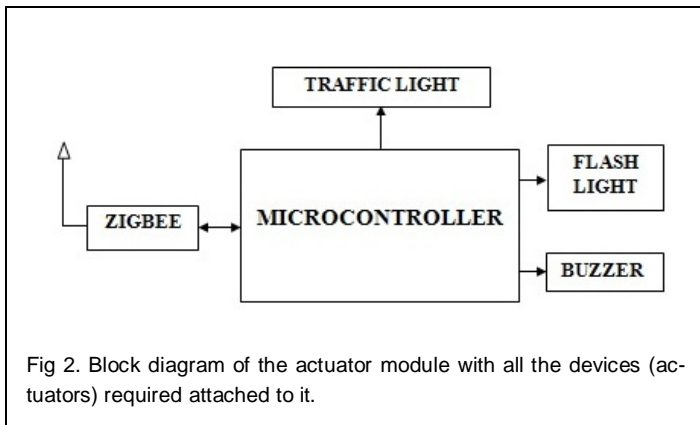 TRAFFIC LIGHT
FLASH
LIGHT
ZIGBEE
MICROCONTROLLER
BUZZER
Fig 2. Block diagram of the actuator module with all the devices (ac-
tuators) required attached to it.